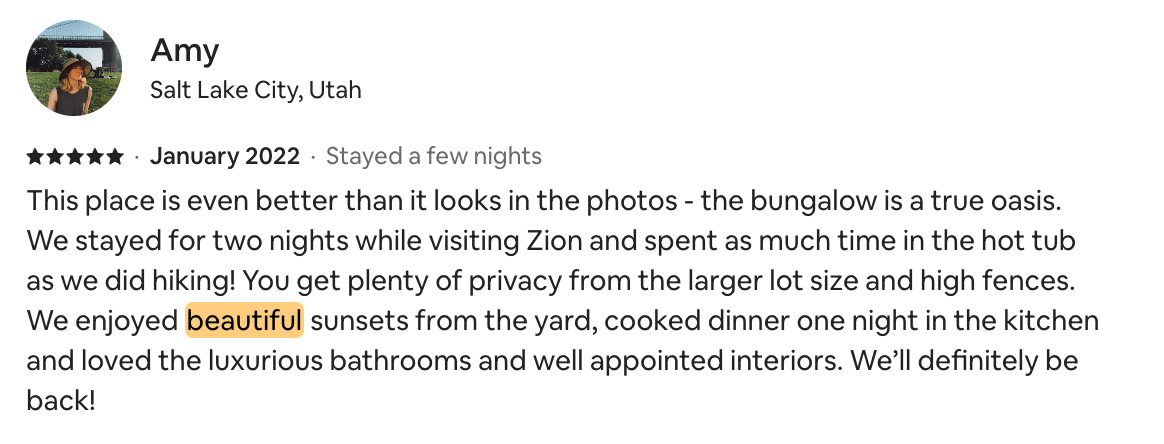 Amy
Salt Lake City, Utah
★★★★★ · January 2022 · Stayed a few nights
This place is even better than it looks in the photos - the bungalow is a true oasis.
We stayed for two nights while visiting Zion and spent as much time in the hot tub
as we did hiking! You get plenty of privacy from the larger lot size and high fences.
We enjoyed beautiful sunsets from the yard, cooked dinner one night in the kitchen
and loved the luxurious bathrooms and well appointed interiors. We’ll definitely be
back!